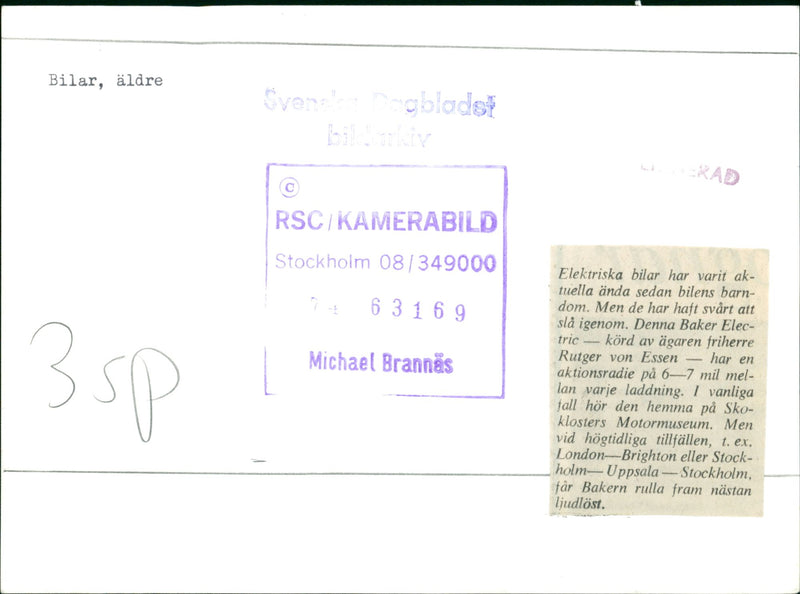 Bilar, äldre
Svenska Dagbladet
bildarkiv
©
RSC/KAMERABILD
Stockholm 08/349000
74 63169
Michael Brannäs
3 sp
Elektriska bilar har varit ak-
tuella ända sedan bilens barn-
dom. Men de har haft svårt att
slå igenom. Denna Baker Elec-
tric — körd av ägaren friherre
Rutger von Essen — har en
aktionsradie på 6—7 mil mel-
lan varje laddning. I vanliga
fall hör den hemma på Sko-
klosters Motormuseum. Men
vid högtidliga tillfällen, t. ex.
London—Brighton eller Stock-
holm— Uppsala — Stockholm,
får Bakern rulla fram nästan
ljudlöst.